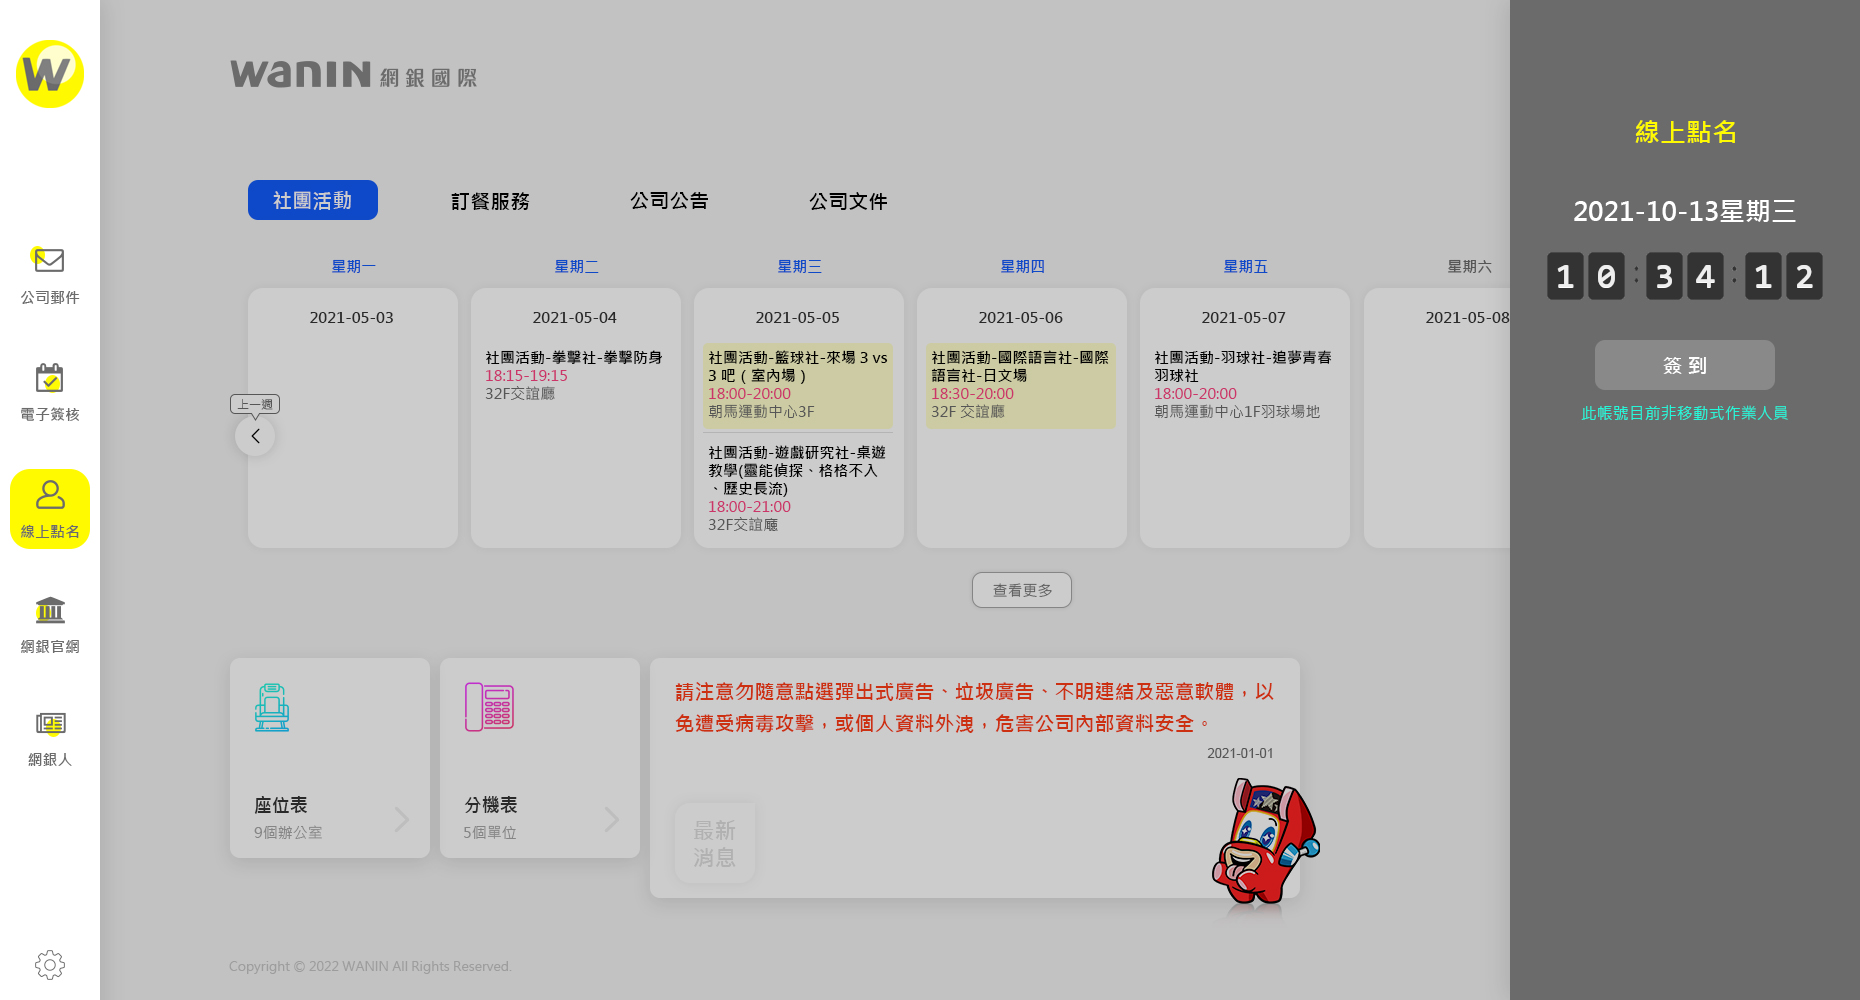 W
公司郵件
電子簽核
線上點名
網銀官網
網銀人
wanin 網銀國際
社團活動
訂餐服務
公司公告
公司文件
星期一
星期二
星期三
星期四
星期五
星期六
上一週
2021-05-03
2021-05-04
社團活動-拳擊社-拳擊防身
18:15-19:15
32F交誼廳
2021-05-05
社團活動-籃球社-來場 3 vs
3 吧 ( 室內場 )
18:00-20:00
朝馬運動中心3F
社團活動-遊戲研究社-桌遊
教學(靈能偵探、格格不入
、歷史長流)
18:00-21:00
32F交誼廳
2021-05-06
社團活動-國際語言社-國際
語言社-日文場
18:30-20:00
32F 交誼廳
2021-05-07
社團活動-羽球社-追夢青春
羽球社
18:00-20:00
朝馬運動中心1F羽球場地
2021-05-08
查看更多
座位表
9個辦公室
分機表
5個單位
請注意勿隨意點選彈出式廣告、垃圾廣告、不明連結及惡意軟體，以
免遭受病毒攻擊，或個人資料外洩，危害公司內部資料安全。
2021-01-01
最新
消息
Copyright © 2022 WANIN All Rights Reserved.
線上點名
2021-10-13星期三
10:34:12
簽 到
此帳號目前非移動式作業人員